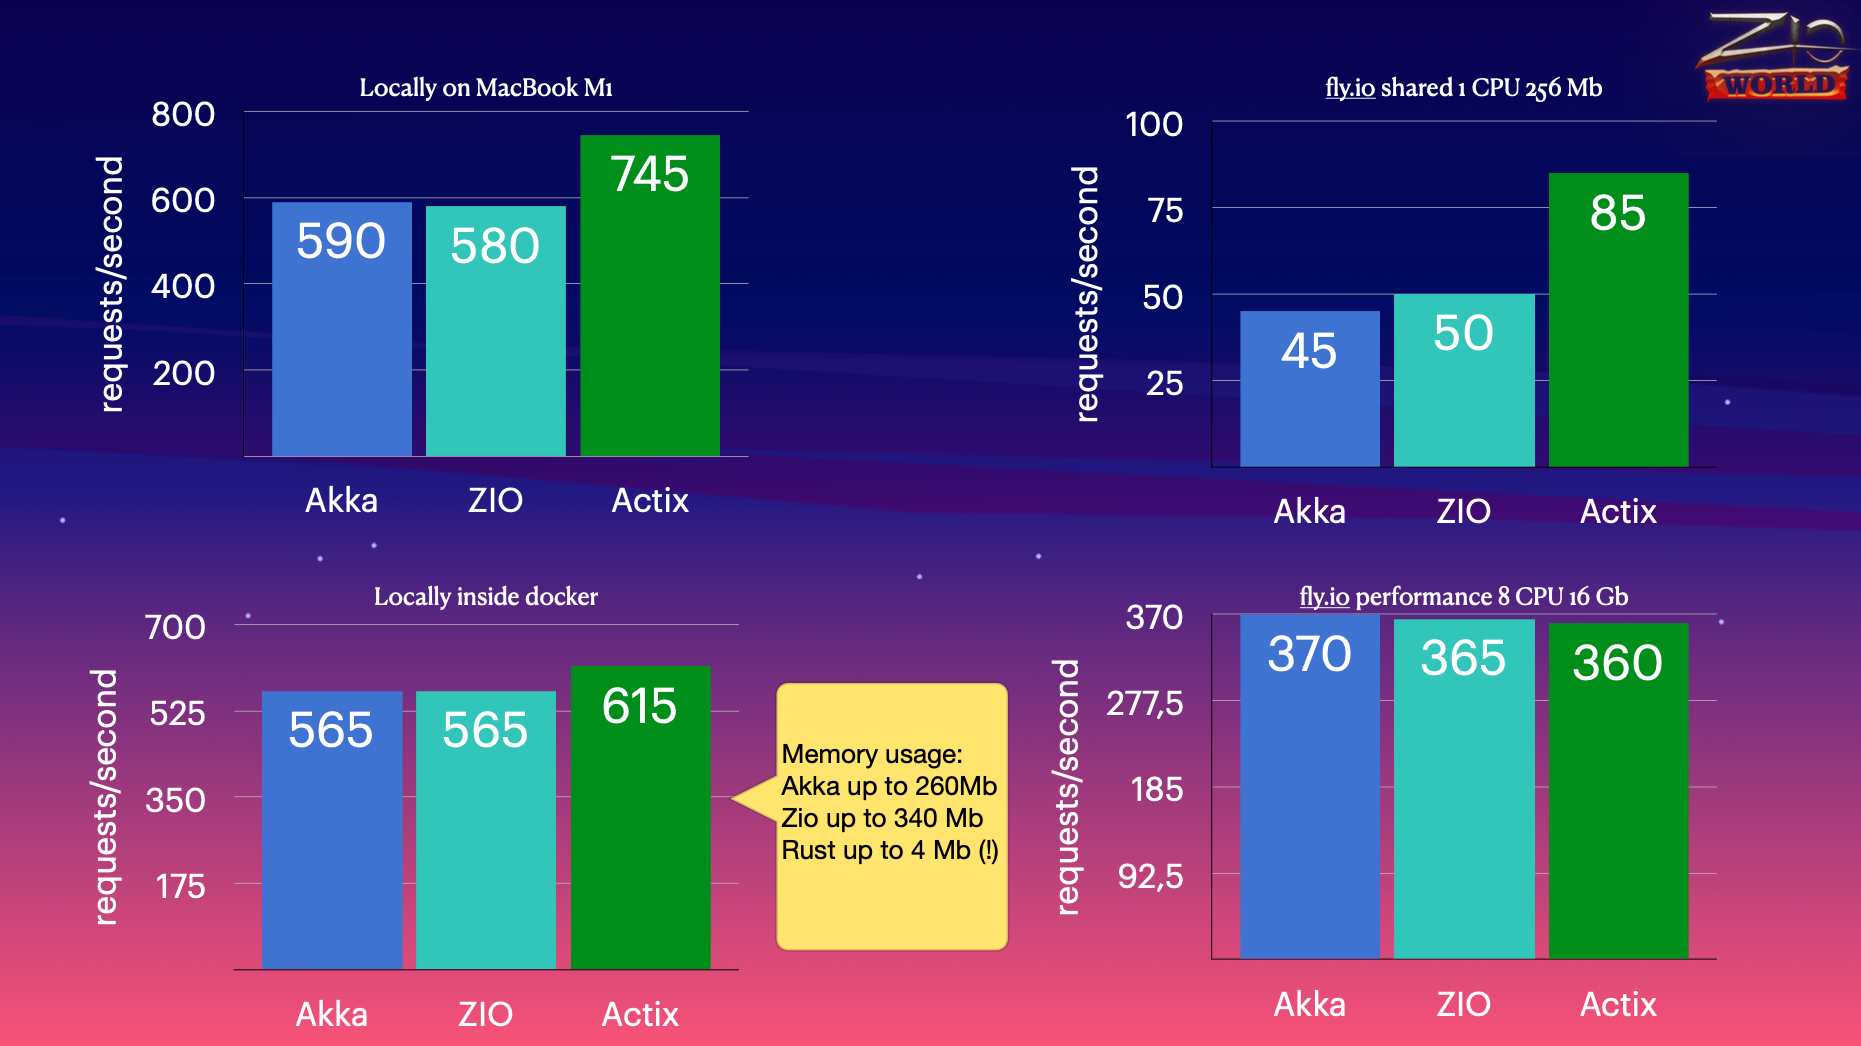 ZIO
WORLD
Locally on MacBook M1
requests/second
800
600
400
200
590
580
745
Akka
ZIO
Actix
fly.io shared 1 CPU 256 Mb
requests/second
100
75
50
25
45
50
85
Akka
ZIO
Actix
Locally inside docker
requests/second
700
525
350
175
565
565
615
Akka
ZIO
Actix
Memory usage:
Akka up to 260Mb
Zio up to 340 Mb
Rust up to 4 Mb (!)
fly.io performance 8 CPU 16 Gb
requests/second
370
277,5
185
92,5
370
365
360
Akka
ZIO
Actix